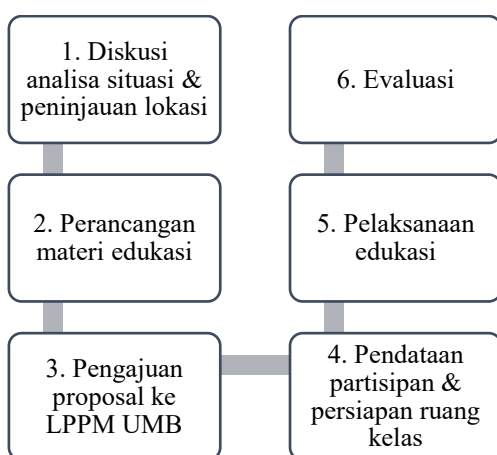 1. Diskusi
analisa situasi &
peninjauan lokasi
2. Perancangan
materi edukasi
3. Pengajuan
proposal ke
LPPM UMB
4. Pendataan
partisipan &
persiapan ruang
kelas
5. Pelaksanaan
edukasi
6. Evaluasi